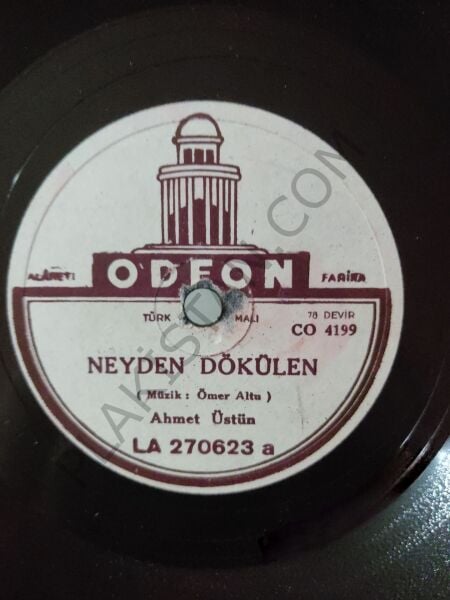 ALÂMETİ ODEON FARİKA
TÜRK MALI
78 DEVİR
CO 4199
NEYDEN DÖKÜLEN
( Müzik : Ömer Altu )
Ahmet Üstün
LA 270623 a